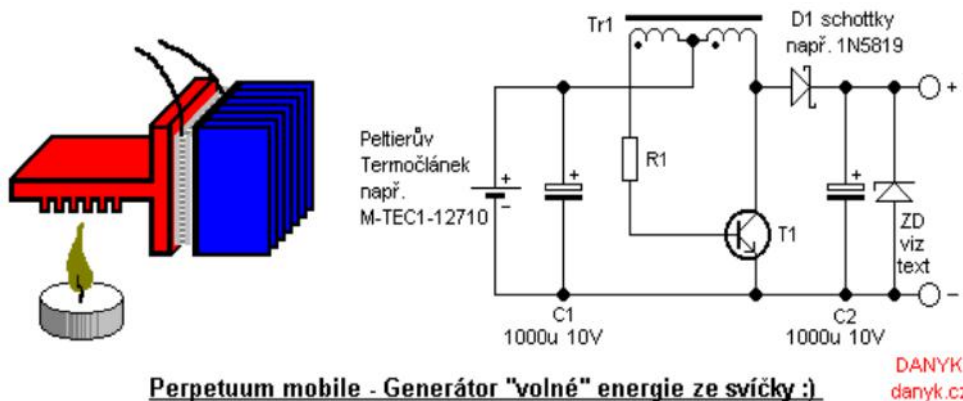 Tr1
D1 schottky
např. 1N5819
+
Peltierův
Termočlánek
např.
M-TEC1-12710
+
−
+
R1
T1
+
ZD
viz
text
−
C1
1000u 10V
C2
1000u 10V
Perpetuum mobile - Generátor "volné" energie ze svíčky :)
DANYK
danyk.cz